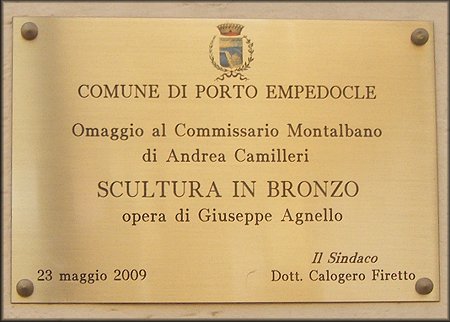 COMUNE DI PORTO EMPEDOCLE
Omaggio al Commissario Montalbano
di Andrea Camilleri
SCULTURA IN BRONZO
opera di Giuseppe Agnello
Il Sindaco
23 maggio 2009 Dott. Calogero Firetto